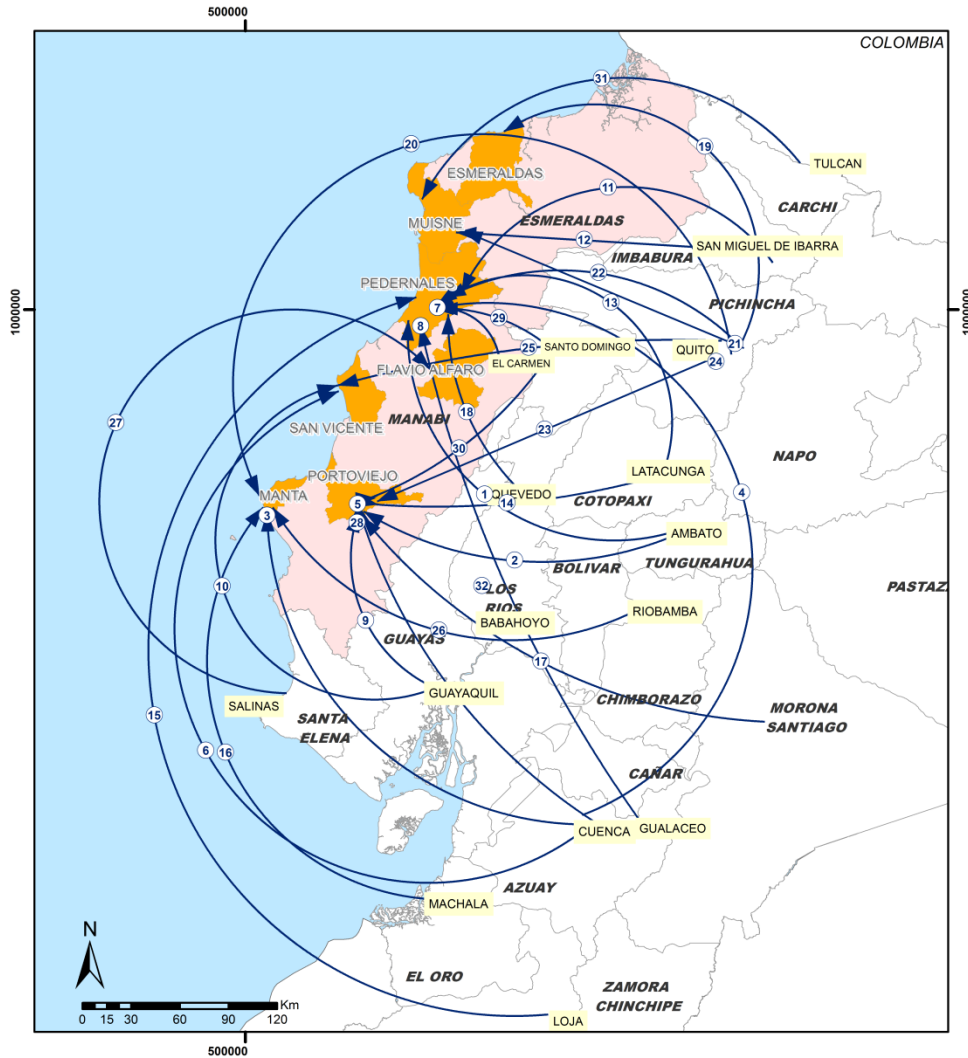 500000
COLOMBIA
31
20
19
TULCAN
ESMERALDAS
11
CARCHI
MUISNE
ESMERALDAS
12
SAN MIGUEL DE IBARRA
IMBABURA
22
PEDERNALES
13
PICHINCHA
1000000
7
29
1000000
8
21
25
SANTO DOMINGO
QUITO
24
EL CARMEN
FLAVIO ALFARO
27
18
MANABI
SAN VICENTE
23
30
NAPO
PORTOVIEJO
LATACUNGA
MANTA
1
QUEVEDO
COTOPAXI
4
5
14
3
28
AMBATO
2
BOLIVAR
TUNGURAHUA
10
32
LOS
RIOS
PASTAZ
BABAHOYO
RIOBAMBA
9
26
GUAYAS
17
GUAYAQUIL
CHIMBORAZO
SALINAS
MORONA
SANTIAGO
15
SANTA
ELENA
6
16
CAÑAR
CUENCA
GUALACEO
AZUAY
MACHALA
N
EL ORO
ZAMORA
CHINCHIPE
Km
0 15 30 60 90 120
LOJA
500000